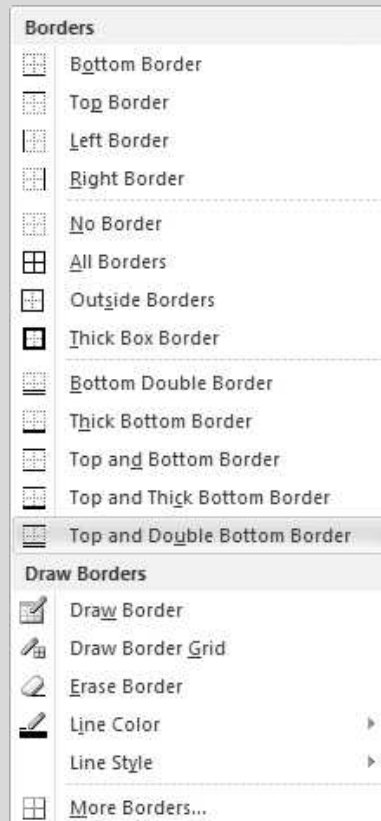 Borders
Bottom Border
Top Border
Left Border
Right Border
No Border
All Borders
Outside Borders
Thick Box Border
Bottom Double Border
Thick Bottom Border
Top and Bottom Border
Top and Thick Bottom Border
Top and Double Bottom Border
Draw Borders
Draw Border
Draw Border Grid
Erase Border
Line Color
Line Style
More Borders...